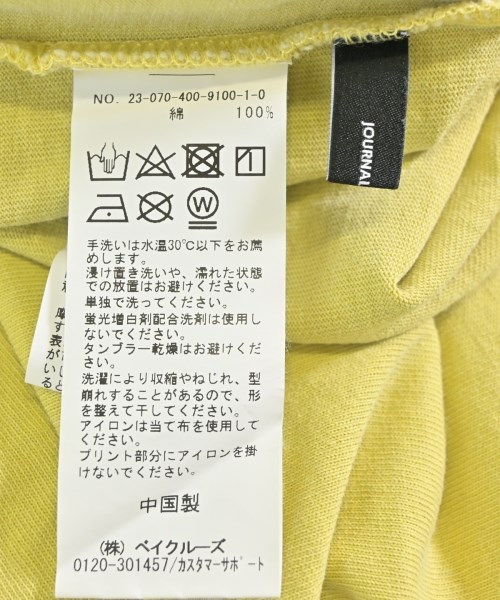 NO. 23-070-400-9100-1-0
綿 100%
W
手洗いは水温30℃以下をお薦
めします。
浸け置き洗いや、濡れた状態
での放置はお避けください。
単独で洗ってください。
蛍光増白剤配合洗剤は使用し
ないでください。
タンブラー乾燥はお避けくだ
さい。
洗濯により収縮やねじれ、型
崩れすることがあるので、形
を整えて干してください。
アイロンは当て布を使用して
ください。
プリント部分にアイロンを掛
けないでください。
中国製
(株) ベイクルーズ
0120-301457/カスタマーサポート
JOURNAL